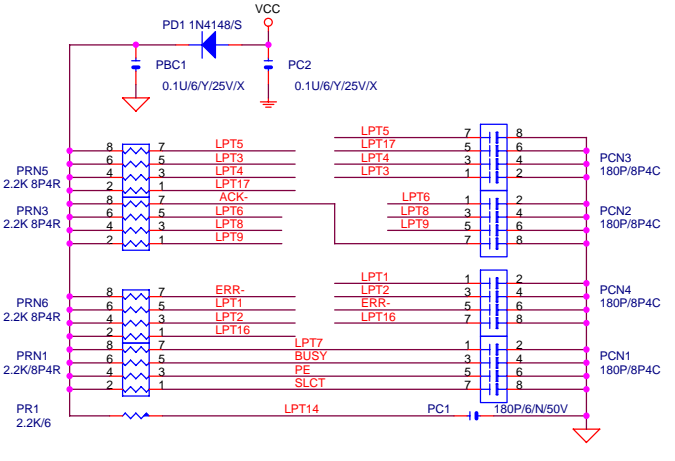 VCC
PD1 1N4148/S
PBC1 PC2
0.1U/6/Y/25V/X 0.1U/6/Y/25V/X
LPT5 7 8
8 7 LPT5 LPT17 5 6
6 5 LPT3 LPT4 3 4 PCN3
PRN5 4 3 LPT4 LPT3 1 2 180P/8P4C
2.2K 8P4R 2 1 LPT17
8 7 ACK- LPT6 1 2
PRN3 6 5 LPT6 LPT8 3 4 PCN2
2.2K 8P4R 4 3 LPT8 LPT9 5 6 180P/8P4C
2 1 LPT9 7 8
LPT1 1 2
8 7 ERR- LPT2 3 4 PCN4
PRN6 6 5 LPT1 ERR- 5 6 180P/8P4C
2.2K 8P4R 4 3 LPT2 LPT16 7 8
2 1 LPT16
8 7 LPT7 1 2
PRN1 6 5 BUSY 3 4 PCN1
2.2K/8P4R 4 3 PE 5 6 180P/8P4C
2 1 SLCT 7 8
PR1 LPT14 PC1 180P/6/N/50V
2.2K/6